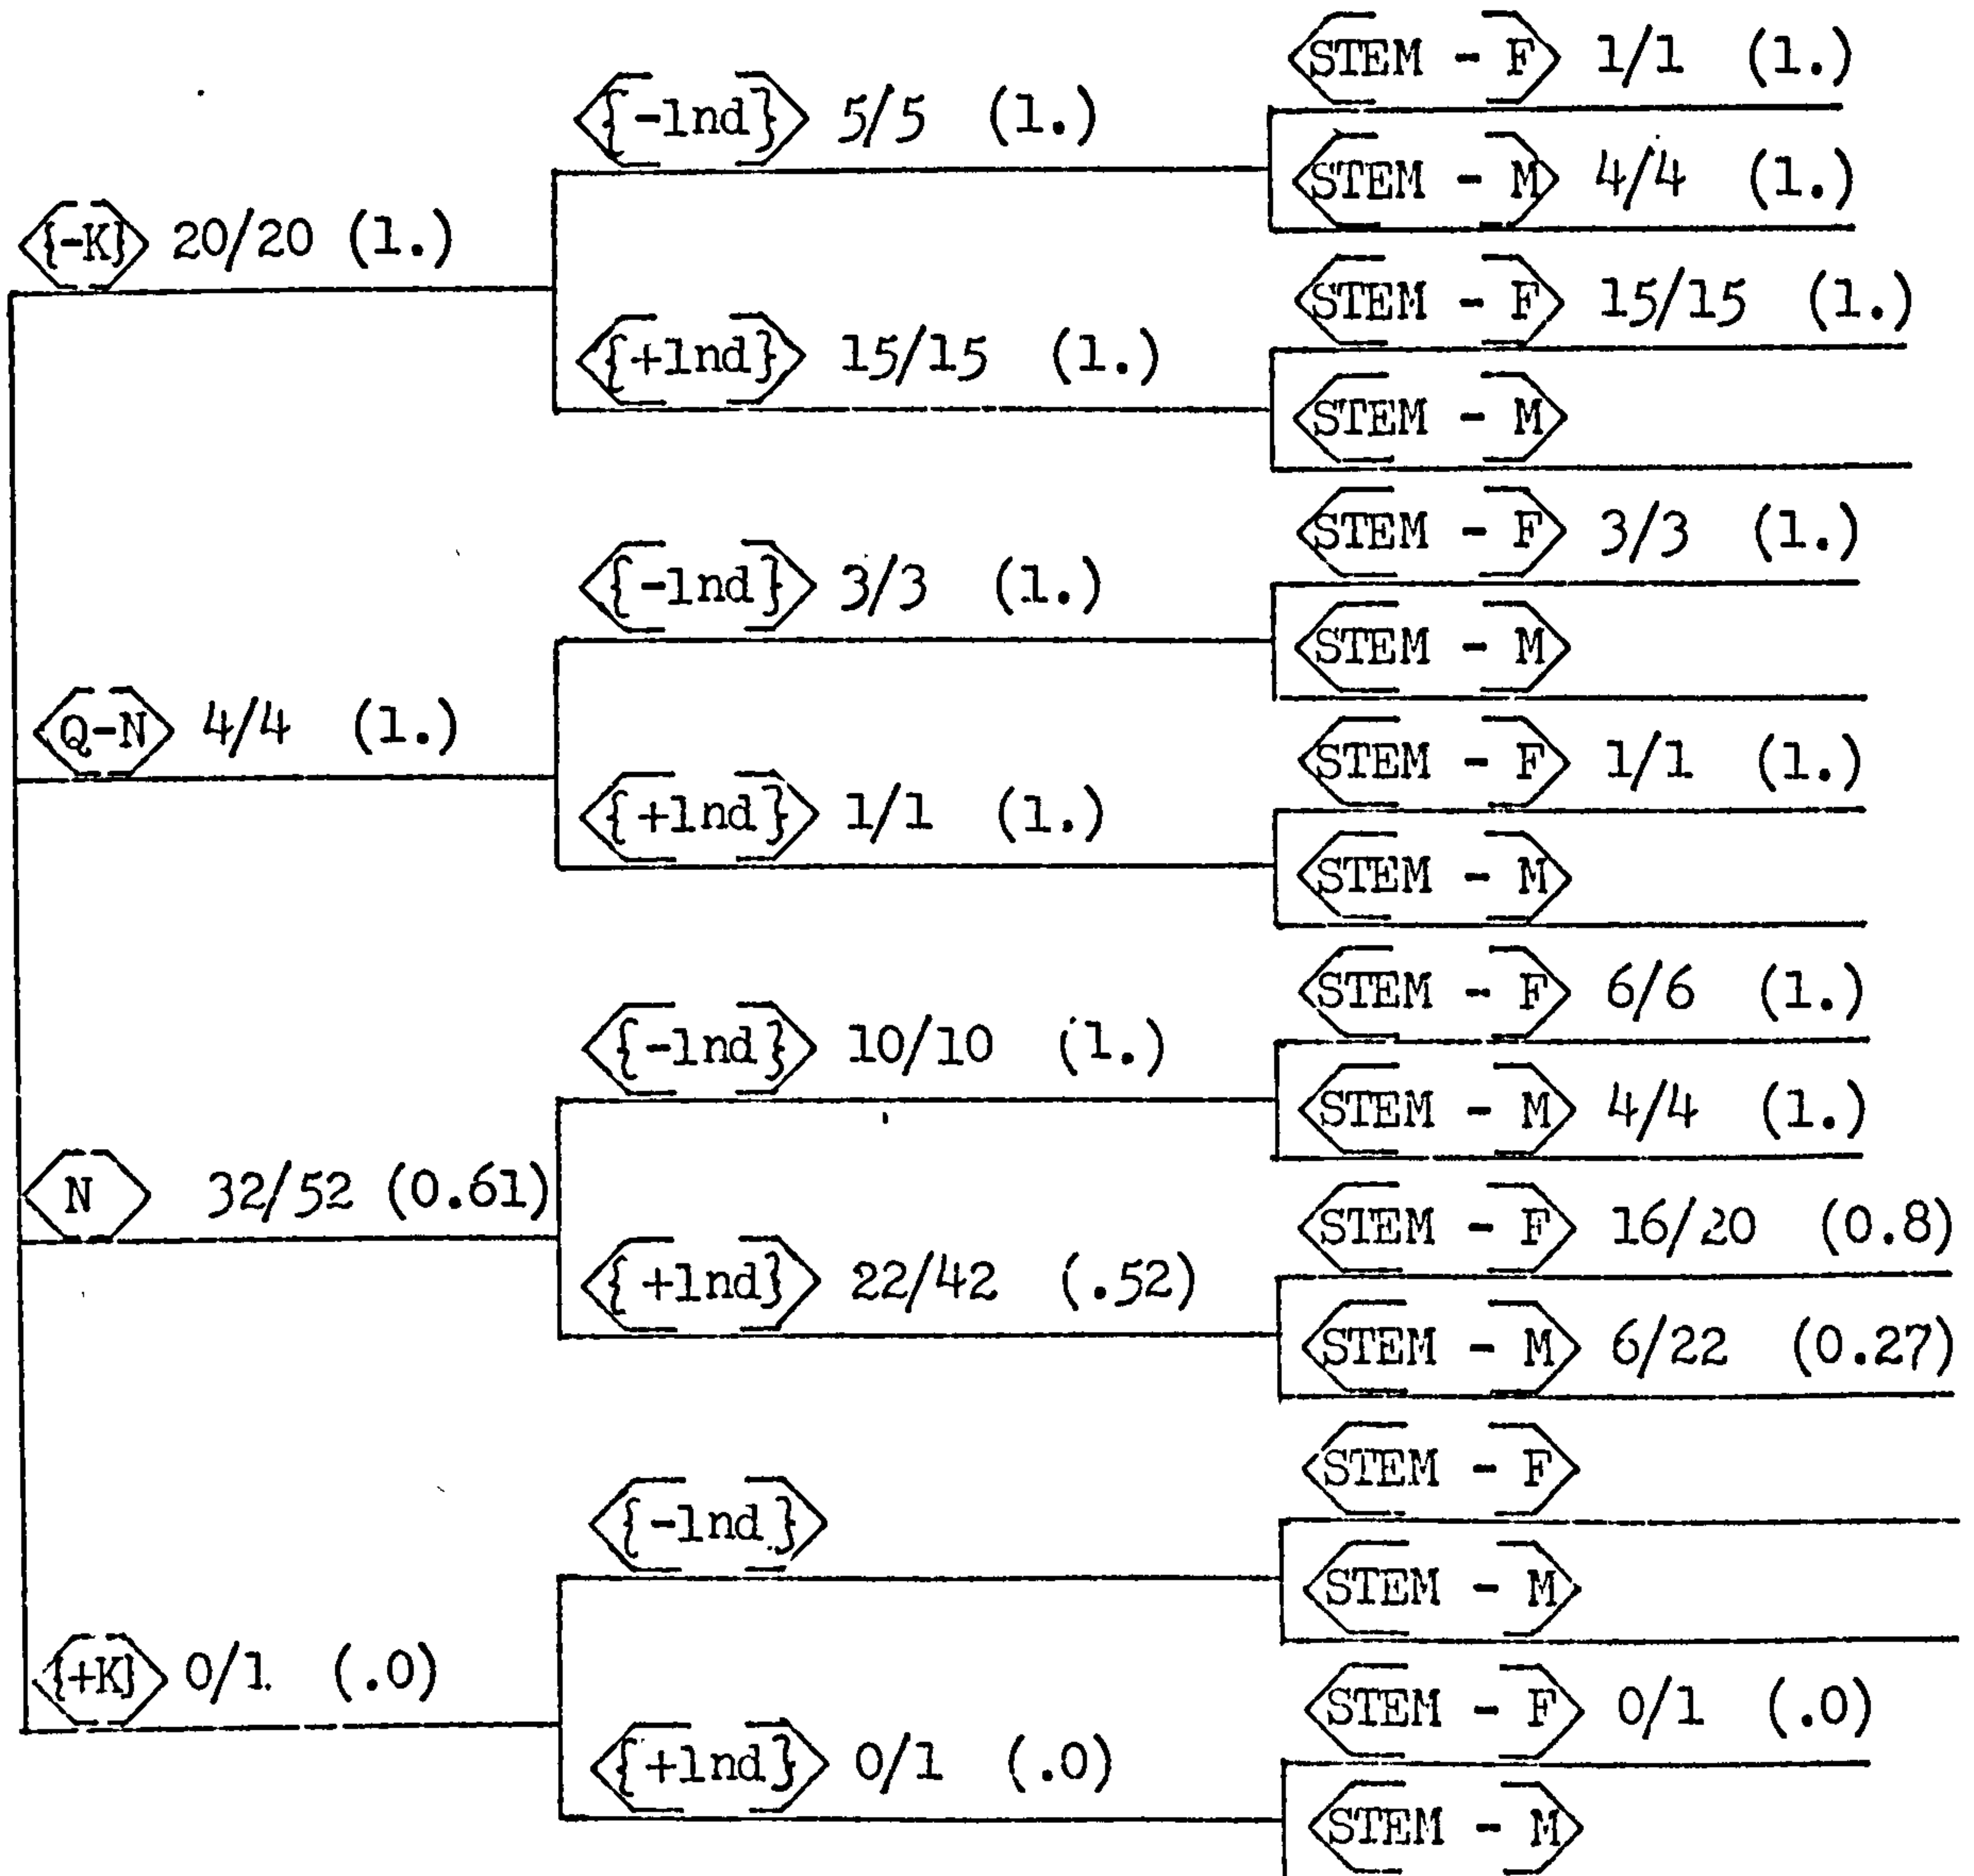 STEM - F 1/1 (1.)
{-lnd} 5/5 (1.)
STEM - M 4/4 (1.)
{-K} 20/20 (1.)
STEM - F 15/15 (1.)
{+lnd} 15/15 (1.)
STEM - M
STEM - F 3/3 (1.)
{-lnd} 3/3 (1.)
STEM - M
Q-N 4/4 (1.)
STEM - F 1/1 (1.)
{+lnd} 1/1 (1.)
STEM - M
STEM - F 6/6 (1.)
{-lnd} 10/10 (1.)
STEM - M 4/4 (1.)
N 32/52 (0.61)
STEM - F 16/20 (0.8)
{+lnd} 22/42 (.52)
STEM - M 6/22 (0.27)
STEM - F
{-lnd}
STEM - M
{+K} 0/1 (.0)
STEM - F 0/1 (.0)
{+lnd} 0/1 (.0)
STEM - M